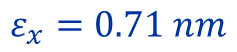 εₓ = 0.71 nm